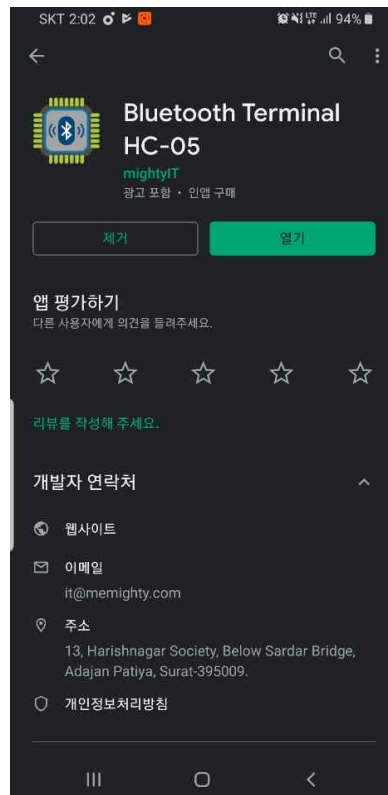 SKT 2:02
LTE 94%
Bluetooth Terminal
HC-05
mightyIT
광고 포함 • 인앱 구매
제거
열기
앱 평가하기
다른 사용자에게 의견을 들려주세요.
리뷰를 작성해 주세요.
개발자 연락처
웹사이트
이메일
it@memighty.com
주소
13, Harishnagar Society, Below Sardar Bridge,
Adajan Patiya, Surat-395009.
개인정보처리방침